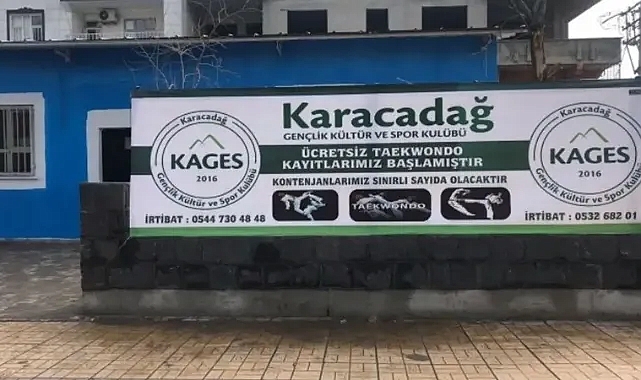 Karacadağ
GENÇLİK KÜLTÜR VE SPOR KULÜBÜ
ÜCRETSİZ TAEKWONDO
KAYITLARIMIZ BAŞLAMIŞTIR
KONTENJANLARIMIZ SINIRLI SAYIDA OLACAKTIR
TAEKWONDO
Karacadağ
KAGES
2016
Gençlik Kültür ve Spor Kulübü
İRTİBAT : 0544 730 48 48
Karacadağ
KAGES
2016
Gençlik Kültür ve Spor Kulübü
İRTİBAT : 0532 682 01